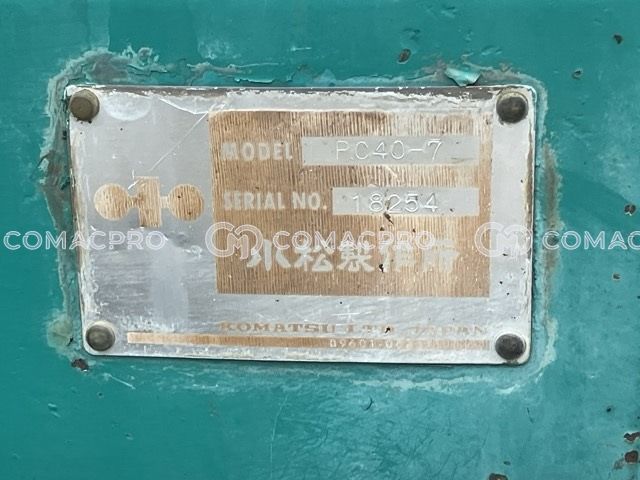 MODEL PC40-7
SERIAL NO. 18254
COMACPRO COMACPRO COMACPRO
小松製作所
KOMATSU LTD JAPAN